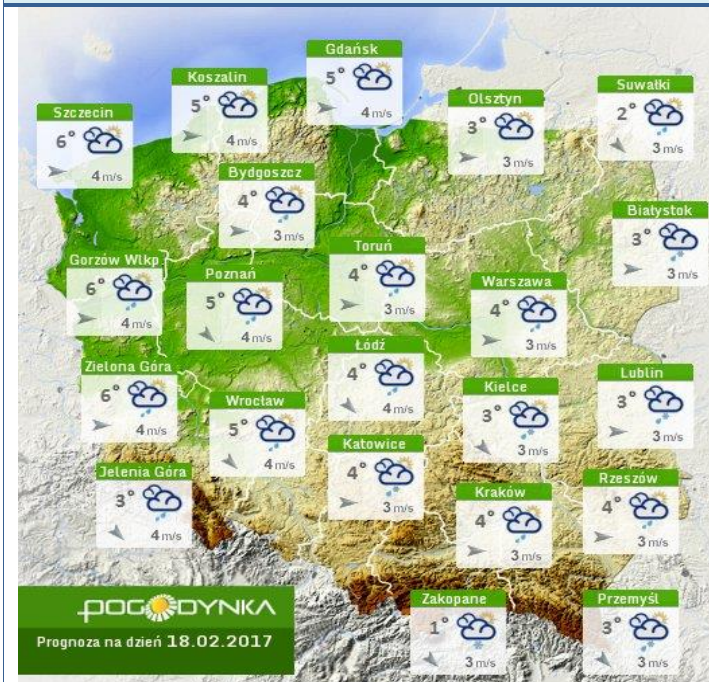 Gdańsk
5°
4 m/s
Koszalin
5°
4 m/s
Szczecin
6°
4 m/s
Olsztyn
3°
3 m/s
Suwałki
2°
3 m/s
Bydgoszcz
4°
3 m/s
Białystok
3°
3 m/s
Gorzów Wlkp
6°
4 m/s
Poznań
5°
4 m/s
Toruń
4°
3 m/s
Warszawa
4°
3 m/s
Łódź
4°
4 m/s
Zielona Góra
6°
4 m/s
Wrocław
5°
4 m/s
Kielce
3°
3 m/s
Lublin
3°
3 m/s
Jelenia Góra
3°
4 m/s
Katowice
4°
3 m/s
Kraków
4°
3 m/s
Rzeszów
4°
3 m/s
Zakopane
1°
3 m/s
Przemyśl
3°
3 m/s
POGODYNKA
Prognoza na dzień 18.02.2017